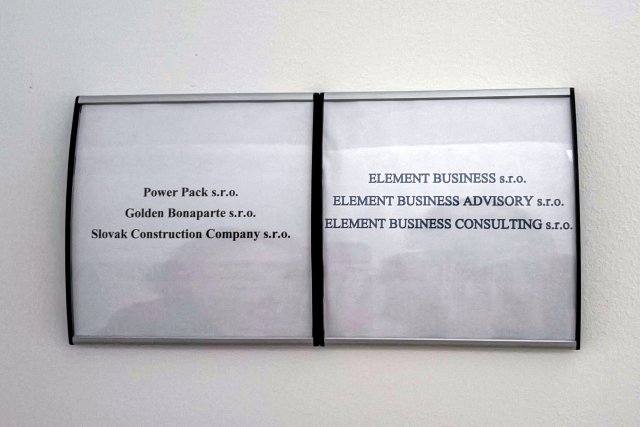 Power Pack s.r.o.
Golden Bonaparte s.r.o.
Slovak Construction Company s.r.o.
ELEMENT BUSINESS s.r.o.
ELEMENT BUSINESS ADVISORY s.r.o.
ELEMENT BUSINESS CONSULTING s.r.o.